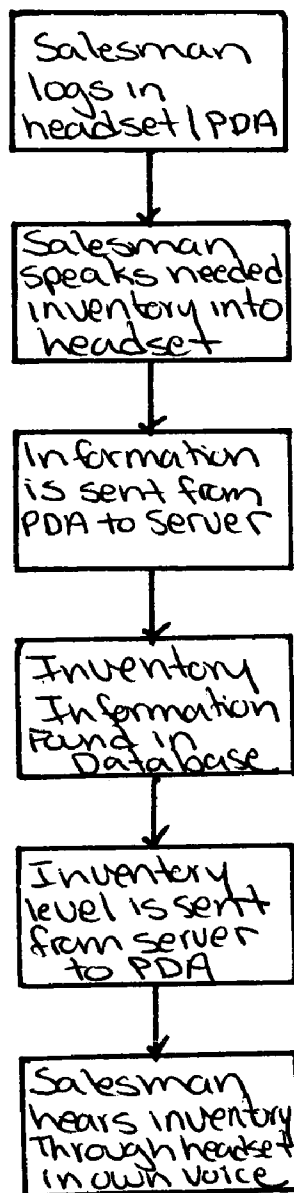 Salesman
logs in
headset/PDA
Salesman
speaks needed
inventory into
headset
Information
is sent from
PDA to Server
Inventory
Information
Found in
Database
Inventory
level is sent
from server
to PDA
Salesman
hears inventory
Through headset
in own voice